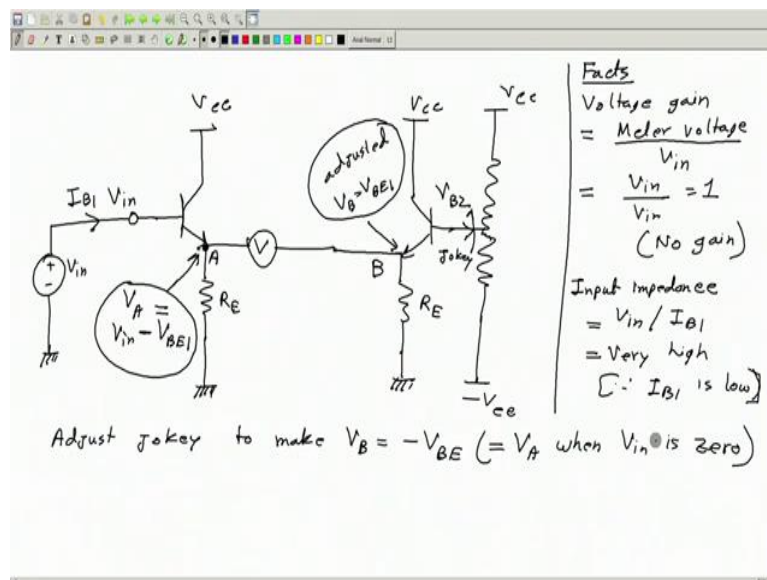 Vcc
Vcc
Vcc
IB1 Vin
Vin
A
V
RE
VA =
Vin - VBE1
adjusted
VB = VBE1
VB2
Jokey
B
RE
-Vee
Adjust Jokey to make VB = -VBE (= VA when Vin is zero)
Facts
Voltage gain
= Meter voltage
Vin
= Vin = 1
Vin
(No gain)
Input impedance
= Vin / IB1
= Very high
[∵ IB1 is low]